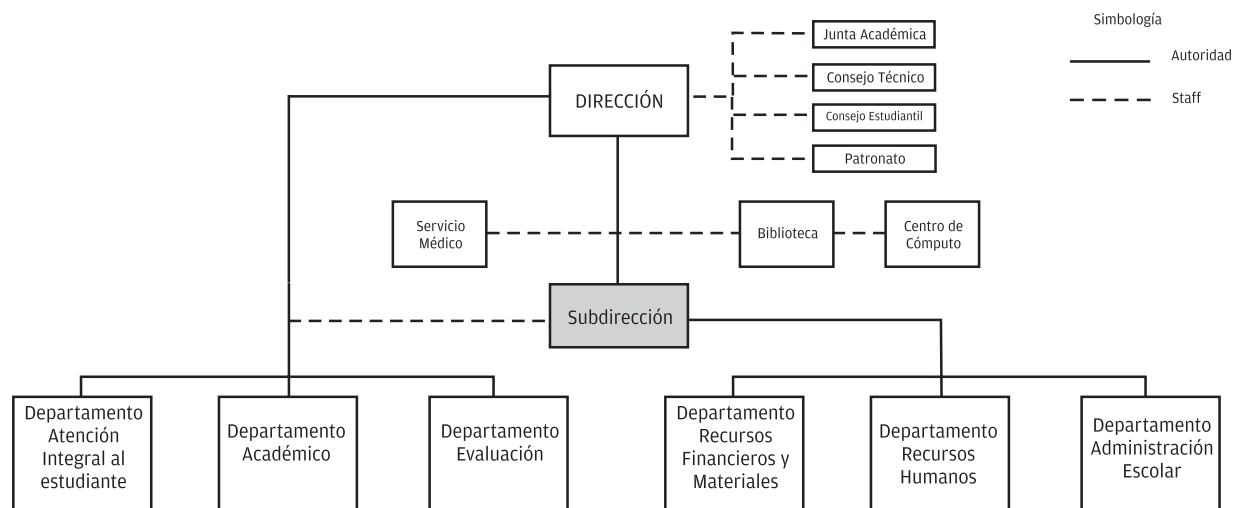 Simbología
Autoridad
Staff
Junta Académica
Consejo Técnico
Consejo Estudiantil
Patronato
DIRECCIÓN
Servicio
Médico
Biblioteca
Centro de
Cómputo
Subdirección
Departamento
Atención
Integral al
estudiante
Departamento
Académico
Departamento
Evaluación
Departamento
Recursos
Financieros y
Materiales
Departamento
Recursos
Humanos
Departamento
Administración
Escolar